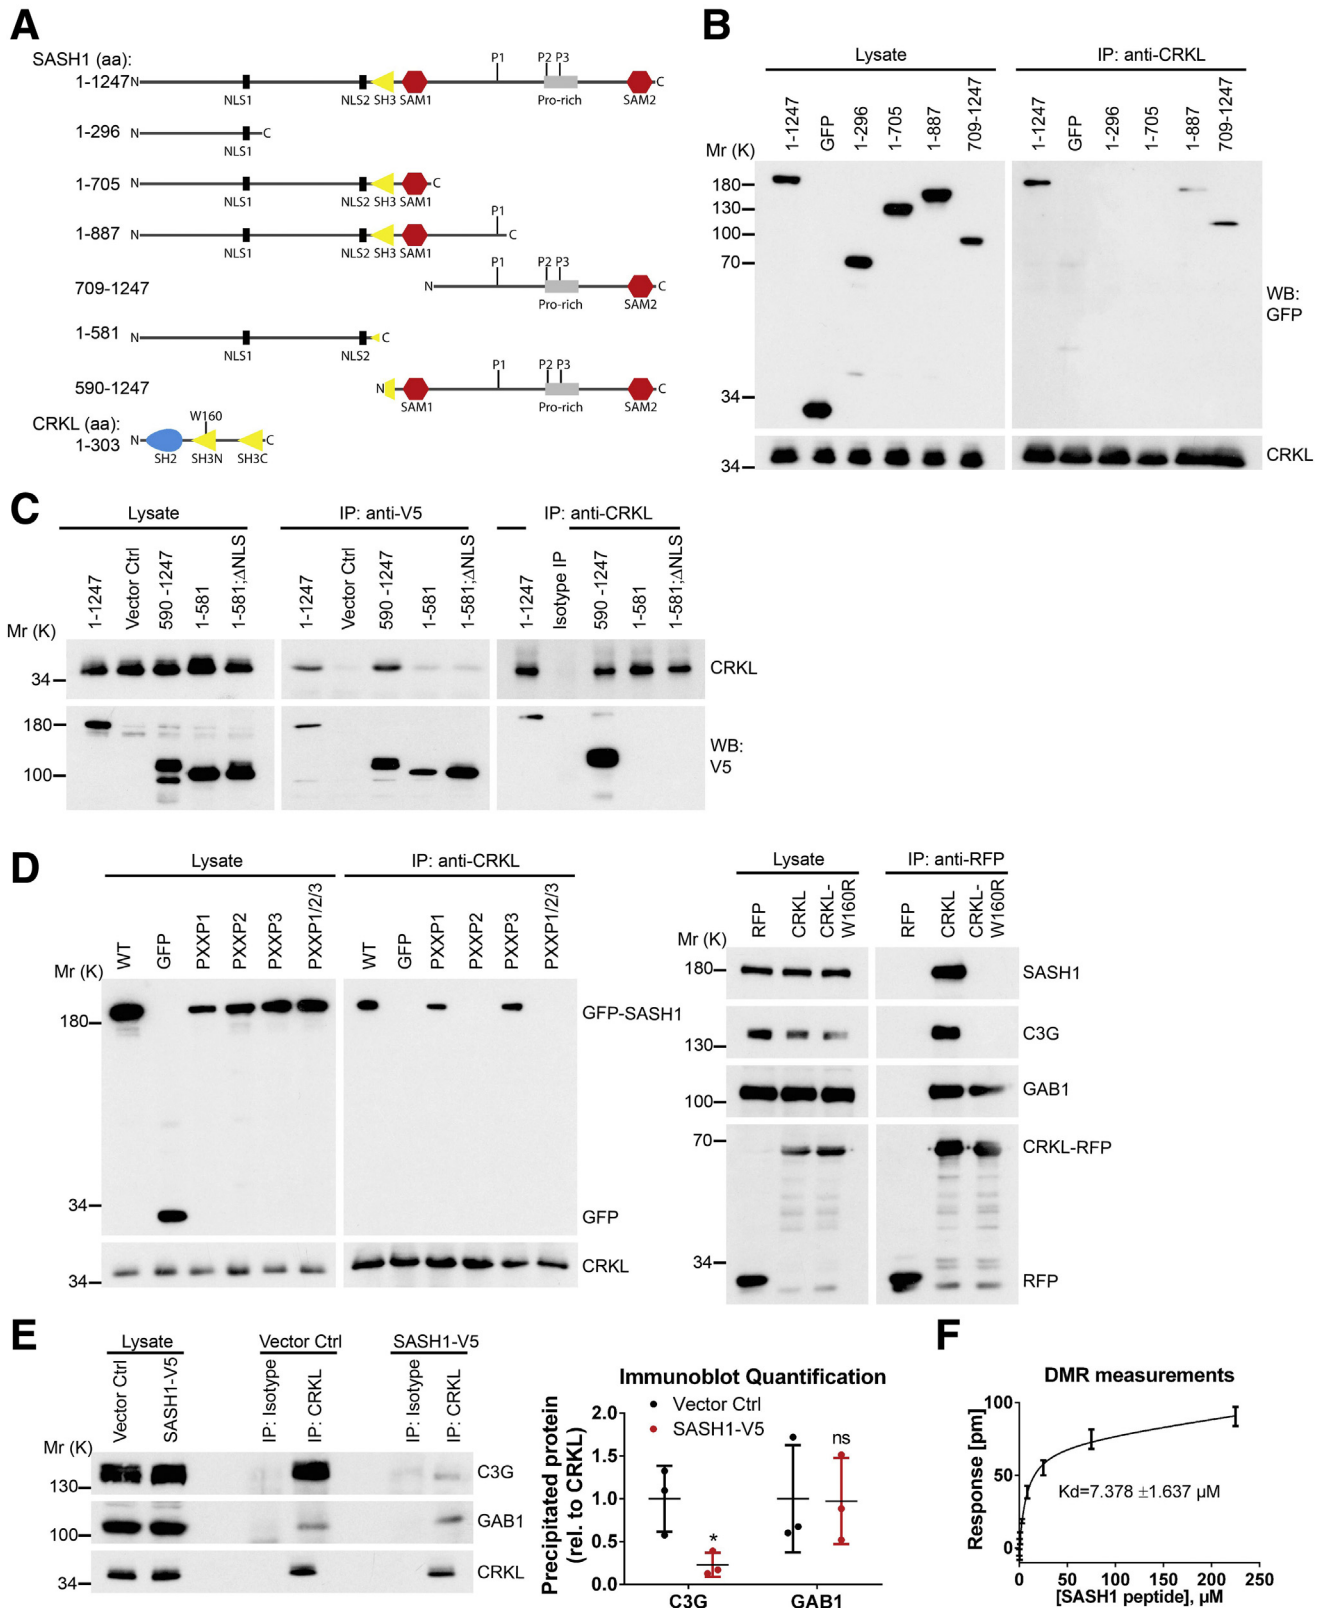 A
SASH1 (aa):
1-1247 N C
NLS1 NLS2 SH3 SAM1 P1 P2 P3 Pro-rich SAM2
1-296 N C
NLS1
1-705 N C
NLS1 NLS2 SH3 SAM1
1-887 N P1 C
NLS1 NLS2 SH3 SAM1
709-1247 N P1 P2 P3 C
Pro-rich SAM2
1-581 N C
NLS1 NLS2
590-1247 N P1 P2 P3 C
SAM1 Pro-rich SAM2
CRKL (aa):
1-303 N W160 C
SH2 SH3N SH3C
B
Lysate IP: anti-CRKL
1-1247 GFP 1-296 1-705 1-887 709-1247 1-1247 GFP 1-296 1-705 1-887 709-1247
Mr (K)
180
130
100
70
34
34
WB:
GFP
CRKL
C
Lysate IP: anti-V5 IP: anti-CRKL
1-1247 Vector Ctrl 590 -1247 1-581 1-581;ΔNLS 1-1247 Vector Ctrl 590 -1247 1-581 1-581;ΔNLS 1-1247 Isotype IP 590 -1247 1-581 1-581;ΔNLS
Mr (K)
34
CRKL
180
100
WB:
V5
D
Lysate IP: anti-CRKL
WT GFP PXXP1 PXXP2 PXXP3 PXXP1/2/3 WT GFP PXXP1 PXXP2 PXXP3 PXXP1/2/3
Mr (K)
180
GFP-SASH1
34
GFP
34
CRKL
Lysate IP: anti-RFP
RFP CRKL CRKL-W160R RFP CRKL CRKL-W160R
Mr (K)
180
SASH1
130
C3G
100
GAB1
70
CRKL-RFP
34
RFP
E
Lysate Vector Ctrl SASH1-V5
Vector Ctrl SASH1-V5 IP: Isotype IP: CRKL IP: Isotype IP: CRKL
Mr (K)
130
C3G
100
GAB1
34
CRKL
Immunoblot Quantification
Vector Ctrl
SASH1-V5
Precipitated protein
(rel. to CRKL)
2.0
1.5
1.0
0.5
0.0
*
ns
C3G GAB1
F
DMR measurements
Response [pm]
100
50
0
Kd=7.378 ±1.637 µM
0 50 100 150 200 250
[SASH1 peptide], µM